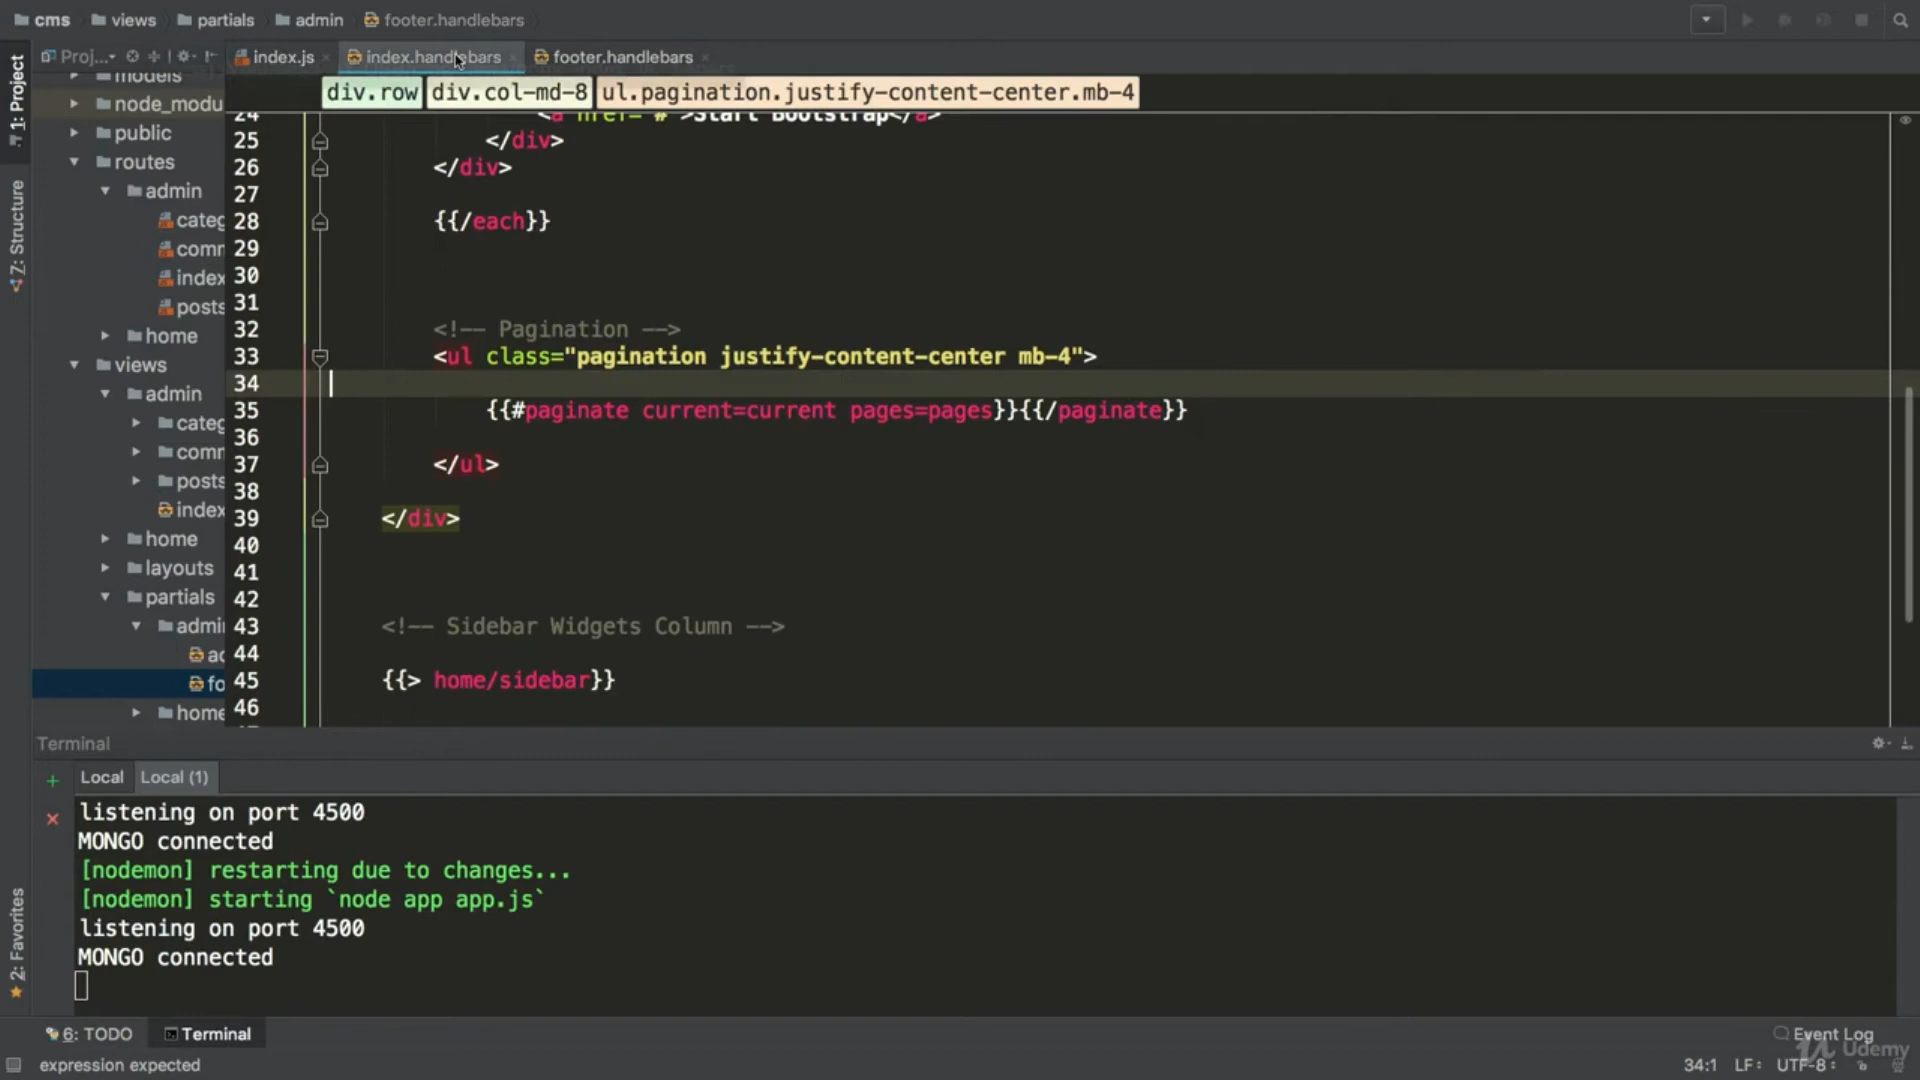 cms views partials admin footer.handlebars
1: Project
Proj... index.js index.handlebars footer.handlebars
div.row div.col-md-8 ul.pagination.justify-content-center.mb-4
models
node_modu
public
routes
admin
categ
comm
index
posts
home
views
admin
categ
comm
posts
index
home
layouts
partials
admi
ac
fo
home
7: Structure
2: Favorites
24 <a href="#">Start Bootstrap</a>
25 </div>
26 </div>
27
28 {{/each}}
29
30
31
32 <!-- Pagination -->
33 <ul class="pagination justify-content-center mb-4">
34
35 {{#paginate current=current pages=pages}}{{/paginate}}
36
37 </ul>
38
39 </div>
40
41
42
43 <!-- Sidebar Widgets Column -->
44
45 {{> home/sidebar}}
46
Terminal
Local Local (1)
listening on port 4500
MONGO connected
[nodemon] restarting due to changes...
[nodemon] starting `node app app.js`
listening on port 4500
MONGO connected
6: TODO Terminal Event Log
expression expected 34:1 LF: UTF-8:
Udemy